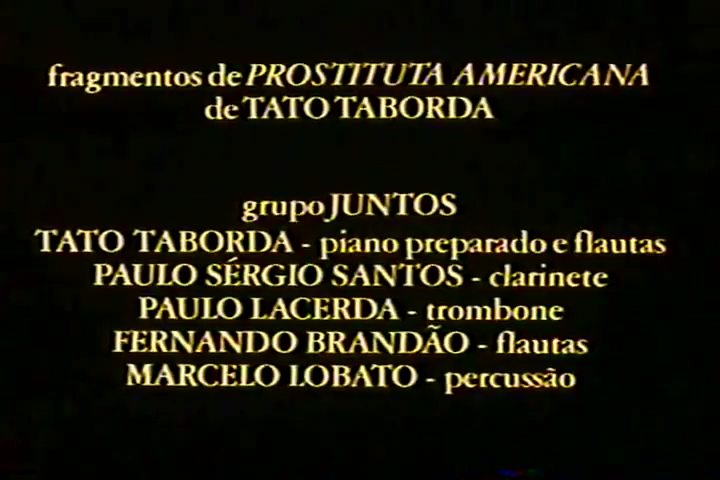 fragmentos de PROSTITUTA AMERICANA
de TATO TABORDA
grupo JUNTOS
TATO TABORDA - piano preparado e flautas
PAULO SÉRGIO SANTOS - clarinete
PAULO LACERDA - trombone
FERNANDO BRANDÃO - flautas
MARCELO LOBATO - percussão